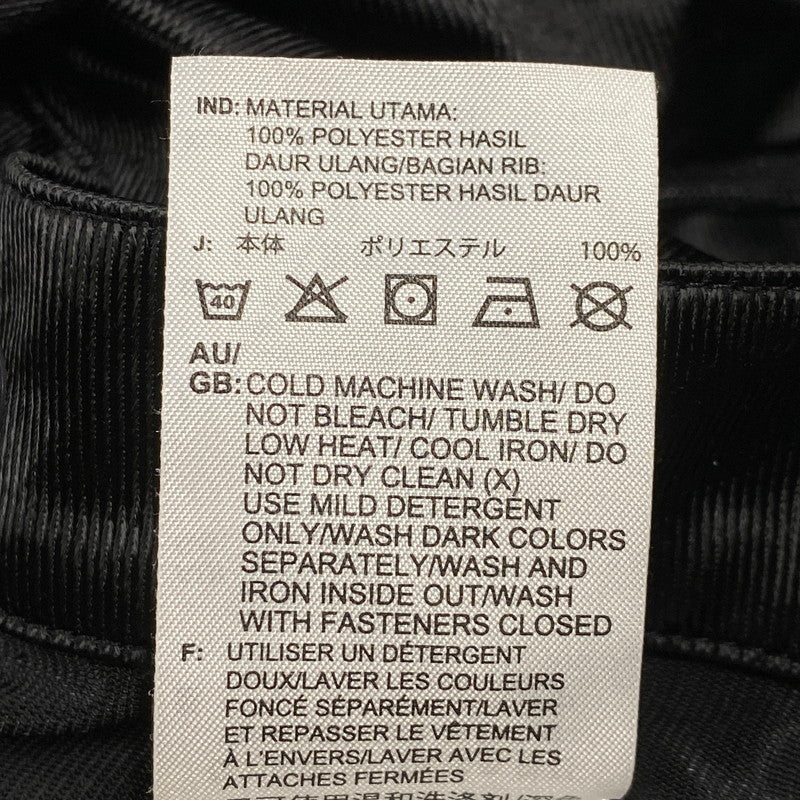 IND: MATERIAL UTAMA:
100% POLYESTER HASIL
DAUR ULANG/BAGIAN RIB:
100% POLYESTER HASIL DAUR
ULANG
J: 本体 ポリエステル 100%
40
AU/
GB: COLD MACHINE WASH/ DO
NOT BLEACH/ TUMBLE DRY
LOW HEAT/ COOL IRON/ DO
NOT DRY CLEAN (X)
USE MILD DETERGENT
ONLY/WASH DARK COLORS
SEPARATELY/WASH AND
IRON INSIDE OUT/WASH
WITH FASTENERS CLOSED
F: UTILISER UN DÉTERGENT
DOUX/LAVER LES COULEURS
FONCÉ SÉPARÉMENT/LAVER
ET REPASSER LE VÊTEMENT
À L'ENVERS/LAVER AVEC LES
ATTACHES FERMÉES